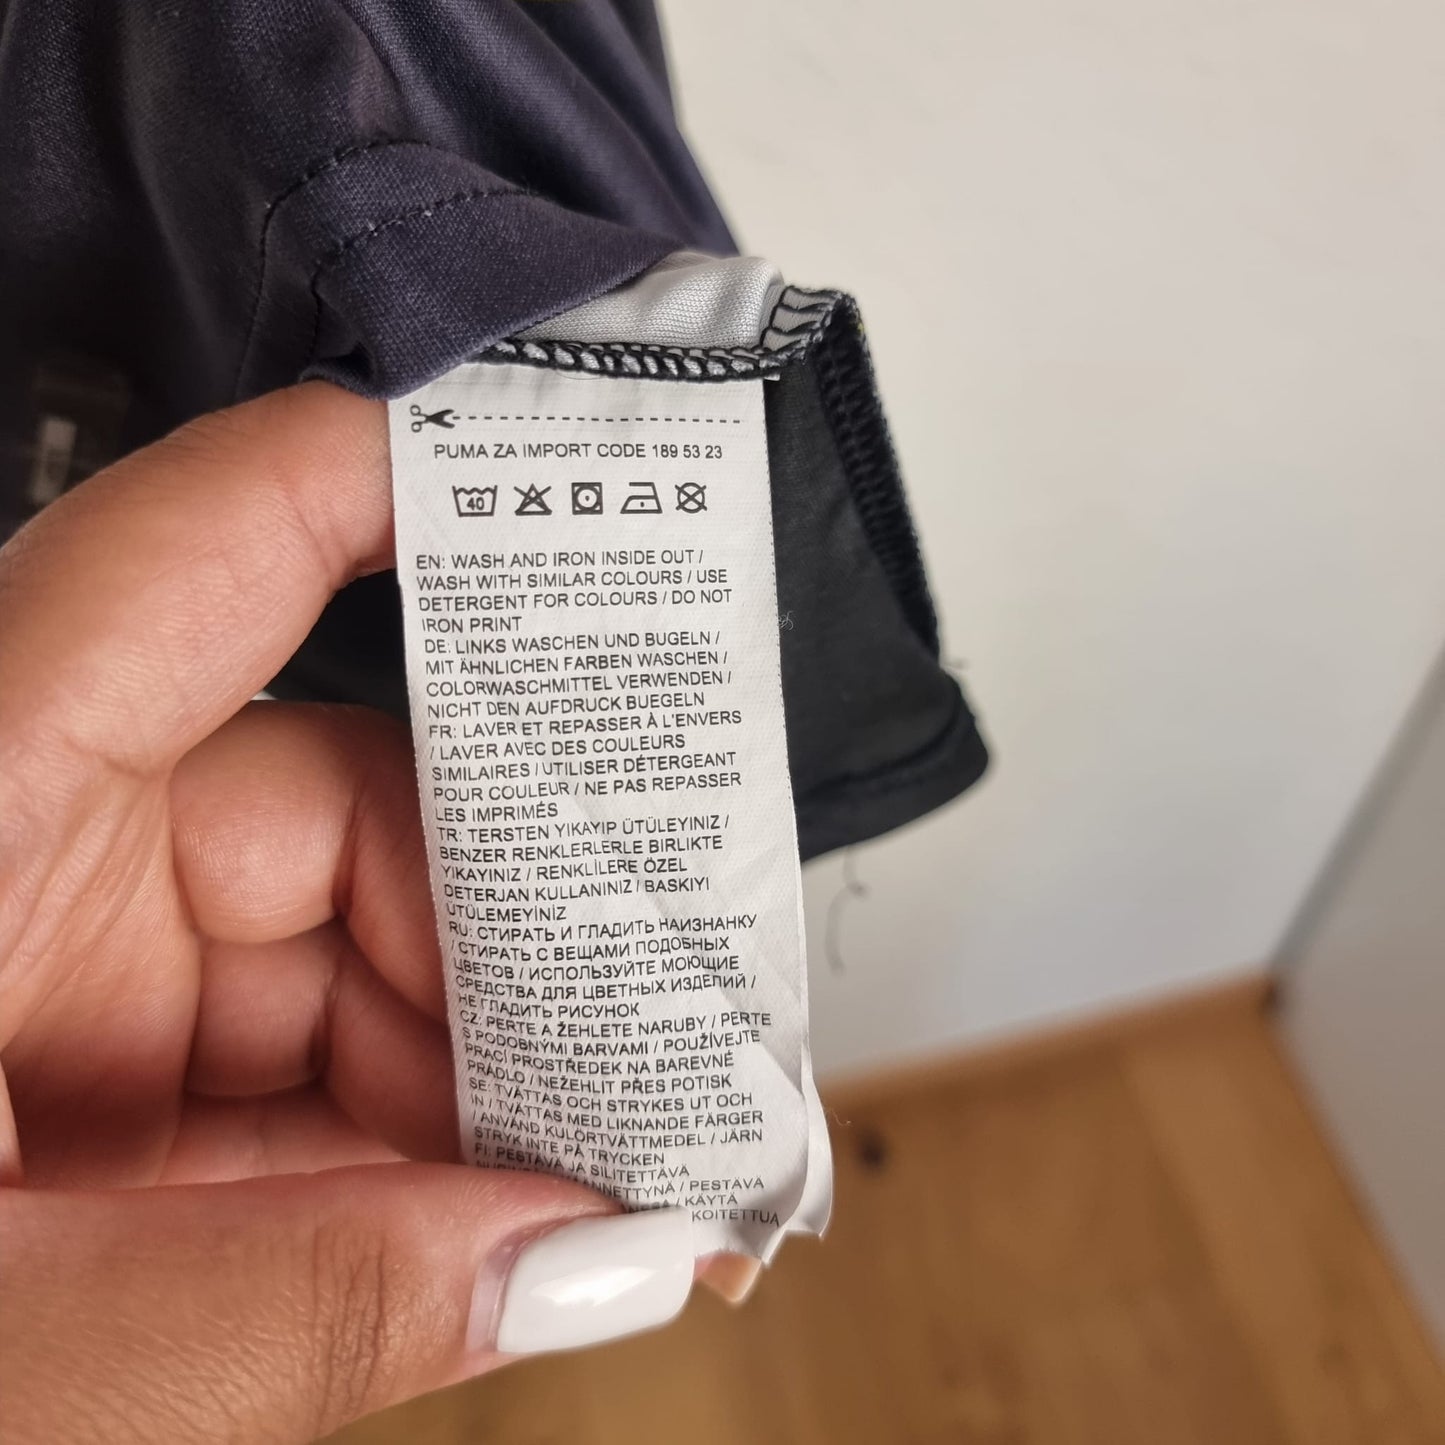 PUMA ZA IMPORT CODE 189 53 23
40
EN: WASH AND IRON INSIDE OUT /
WASH WITH SIMILAR COLOURS / USE
DETERGENT FOR COLOURS / DO NOT
IRON PRINT
DE: LINKS WASCHEN UND BUGELN /
MIT ÄHNLICHEN FARBEN WASCHEN /
COLORWASCHMITTEL VERWENDEN /
NICHT DEN AUFDRUCK BUEGELN
FR: LAVER ET REPASSER À L'ENVERS
/ LAVER AVEC DES COULEURS
SIMILAIRES / UTILISER DÉTERGEANT
POUR COULEUR / NE PAS REPASSER
LES IMPRIMÉS
TR: TERSTEN YIKAYIP ÜTÜLEYINIZ /
BENZER RENKLERLERLE BIRLIKTE
YIKAYINIZ / RENKLİLERE ÖZEL
DETERJAN KULLANINIZ / BASKIYI
ÜTÜLEMEYİNİZ
RU: СТИРАТЬ И ГЛАДИТЬ НАИЗНАНКУ
/ СТИРАТЬ С ВЕЩАМИ ПОДОБНЫХ
ЦВЕТОВ / ИСПОЛЬЗУЙТЕ МОЮЩИЕ
СРЕДСТВА ДЛЯ ЦВЕТНЫХ ИЗДЕЛИЙ /
НЕ ГЛАДИТЬ РИСУНОК
CZ: PERTE A ŽEHLETE NARUBY / PERTE
S PODOBNÝMI BARVAMI / POUŽÍVEJTE
PRACÍ PROSTŘEDEK NA BAREVNÉ
PRÁDLO / NEŽEHLIT PŘES POTISK
SE: TVÄTTAS OCH STRYKES UT OCH
IN / TVÄTTAS MED LIKNANDE FÄRGER
/ ANVÄND KULÖRTVÄTTMEDEL / JÄRN
STRYK INTE PÅ TRYCKEN
FI: PESTÄVÄ JA SILITETTÄVÄ
/ PESTÄVÄ
/ KÄYTÄ
KOITETTUA